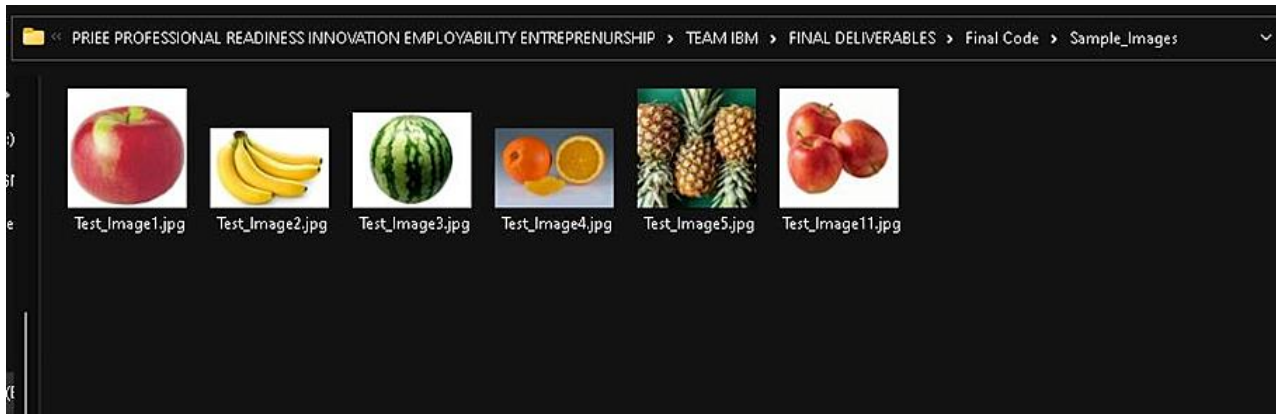 « PRIEE PROFESSIONAL READINESS INNOVATION EMPLOYABILITY ENTREPRENURSHIP > TEAM IBM > FINAL DELIVERABLES > Final Code > Sample_Images
Test_Image1.jpg Test_Image2.jpg Test_Image3.jpg Test_Image4.jpg Test_Image5.jpg Test_Image11.jpg